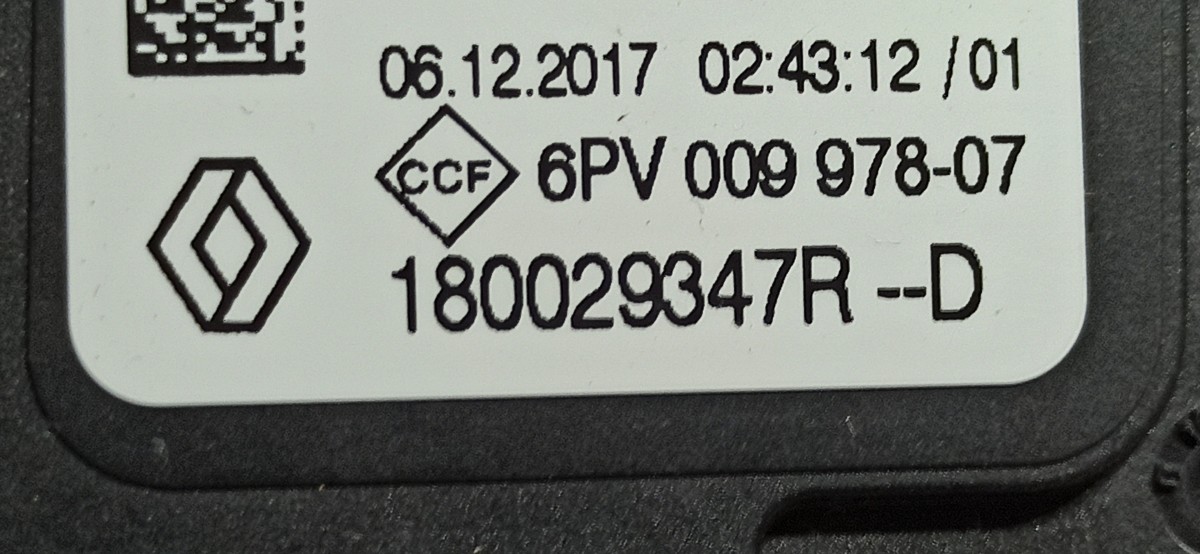 06.12.2017 02:43:12 /01
CCF 6PV 009 978-07
180029347R --D